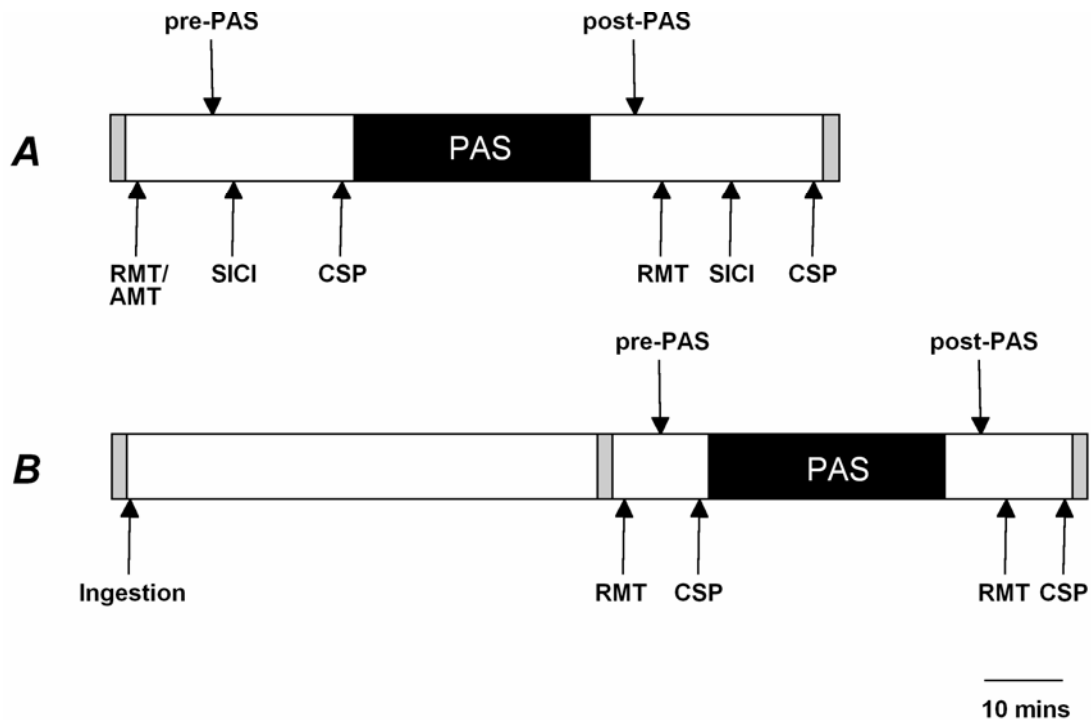 pre-PAS post-PAS
A
PAS
RMT/ SICI CSP RMT SICI CSP
AMT
pre-PAS post-PAS
B
PAS
Ingestion RMT CSP RMT CSP
10 mins